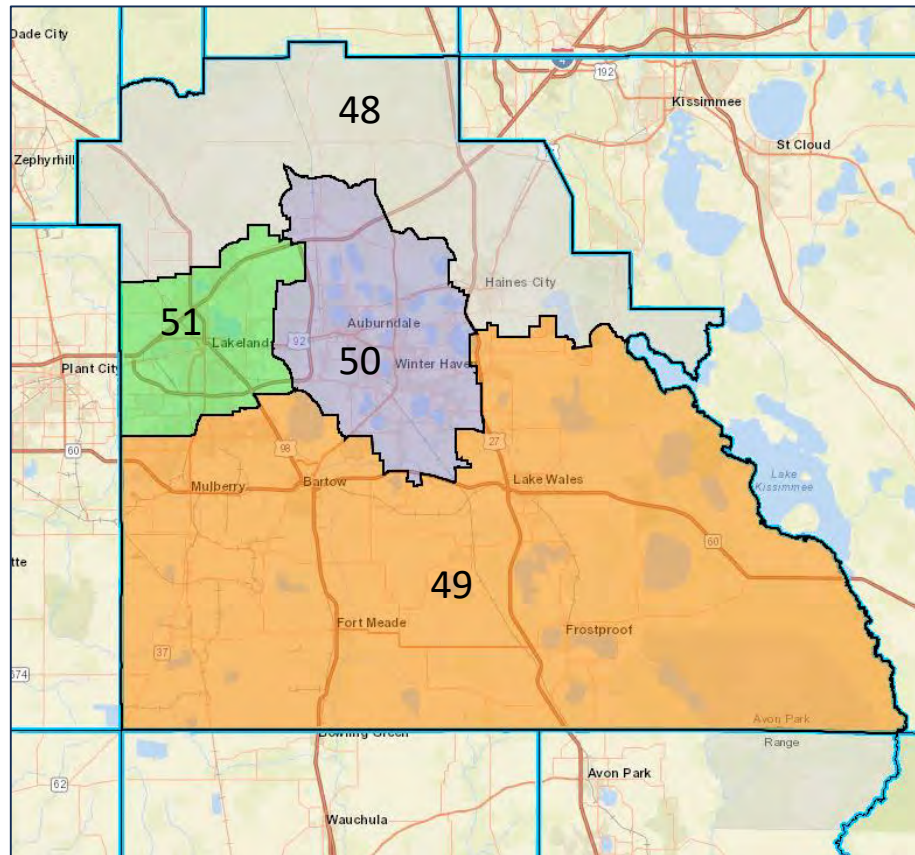 Dade City
48
4
192
Kissimmee
St Cloud
Zephyrhill
Haines City
51
Lakeland
92
Auburndale
50
Winter Haven
Plant City
60
98
27
Mulberry
Bartow
Lake Wales
Lake
Kissimmee
60
tte
49
Fort Meade
Frostproof
37
674
Avon Park
Range
Bowling Green
62
Avon Park
Wauchula